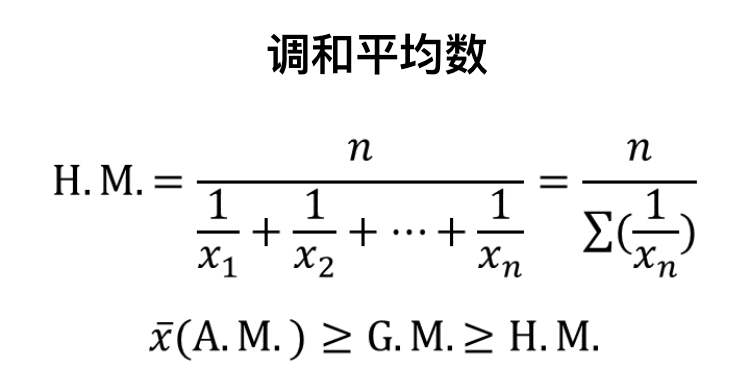 调和平均数
H.M. = n / (1/x₁ + 1/x₂ + ⋯ + 1/xₙ) = n / ∑(1/xₙ)
x̄(A.M.) ≥ G.M. ≥ H.M.